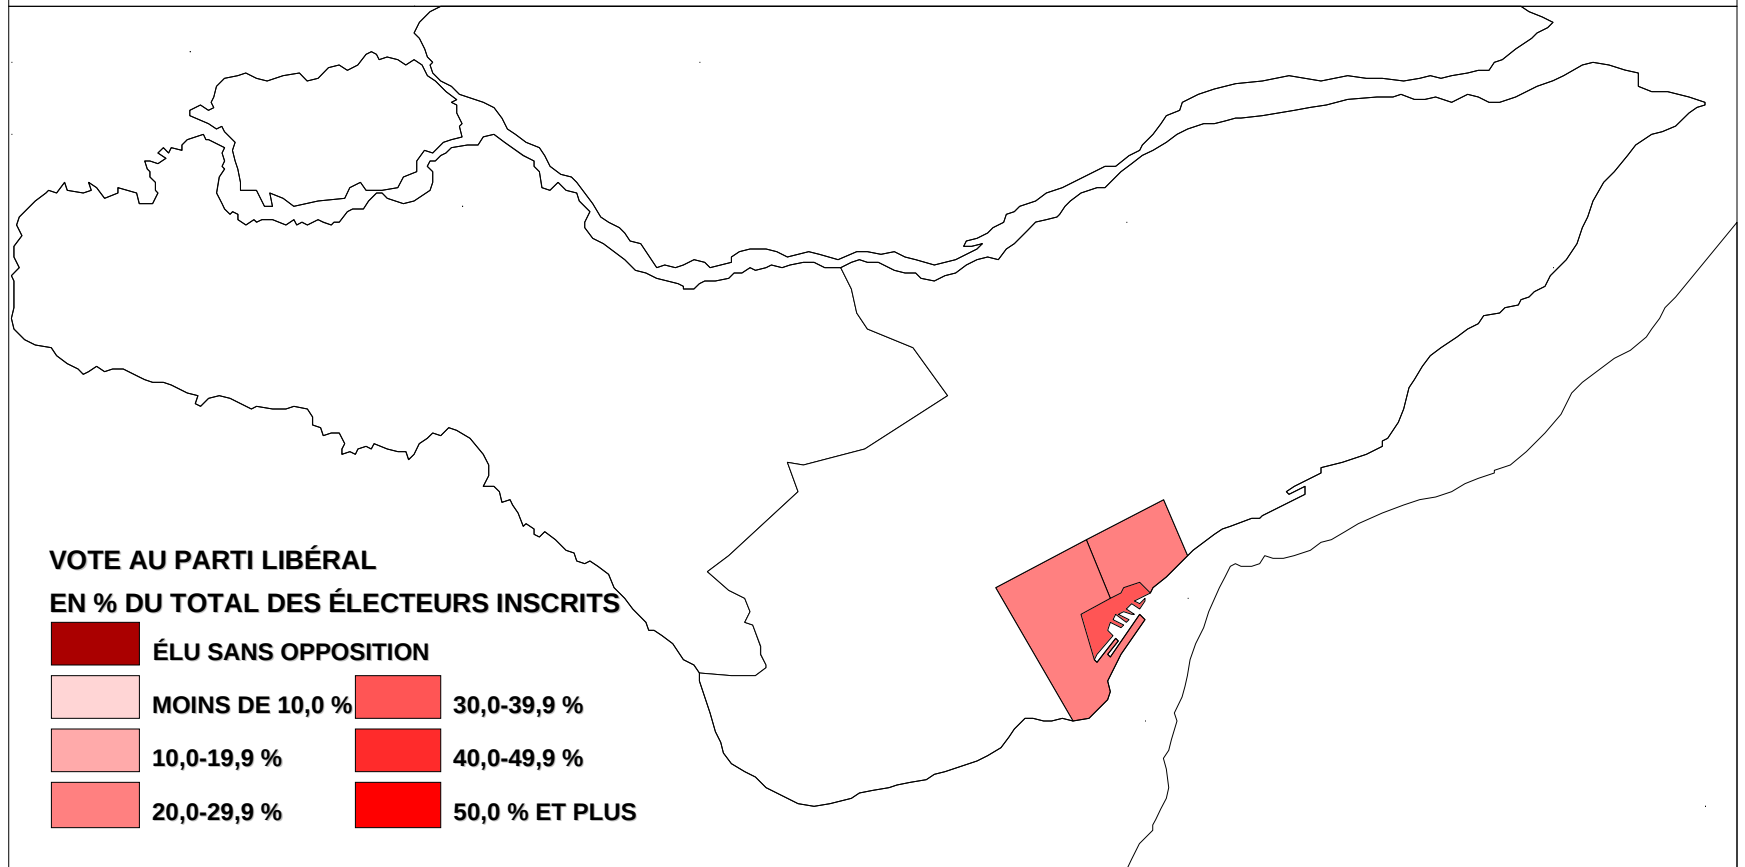 VOTE AU PARTI LIBÉRAL
EN % DU TOTAL DES ÉLECTEURS INSCRITS
ÉLU SANS OPPOSITION
MOINS DE 10,0 %
10,0-19,9 %
20,0-29,9 %
30,0-39,9 %
40,0-49,9 %
50,0 % ET PLUS